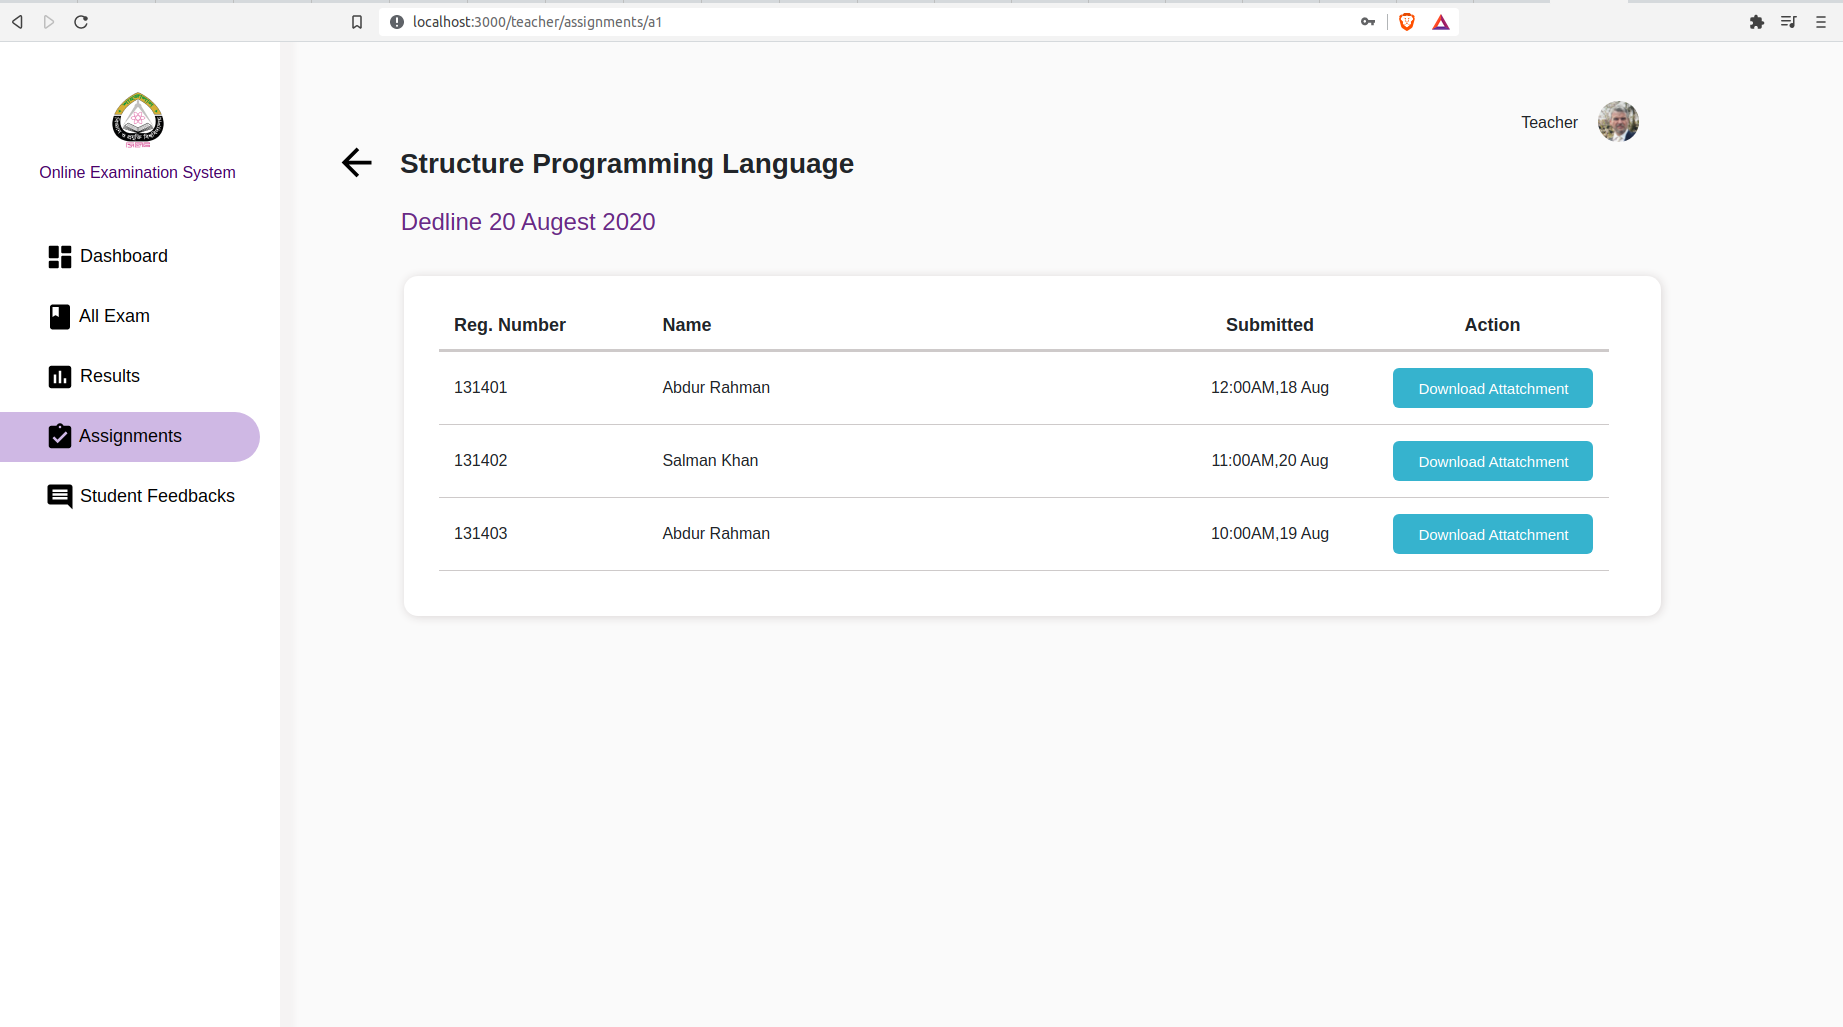 localhost:3000/teacher/assignments/a1
Teacher
Online Examination System
Structure Programming Language
Dedline 20 Augest 2020
Dashboard
All Exam
Results
Assignments
Student Feedbacks
Reg. Number Name Submitted Action
131401 Abdur Rahman 12:00AM,18 Aug Download Attatchment
131402 Salman Khan 11:00AM,20 Aug Download Attatchment
131403 Abdur Rahman 10:00AM,19 Aug Download Attatchment